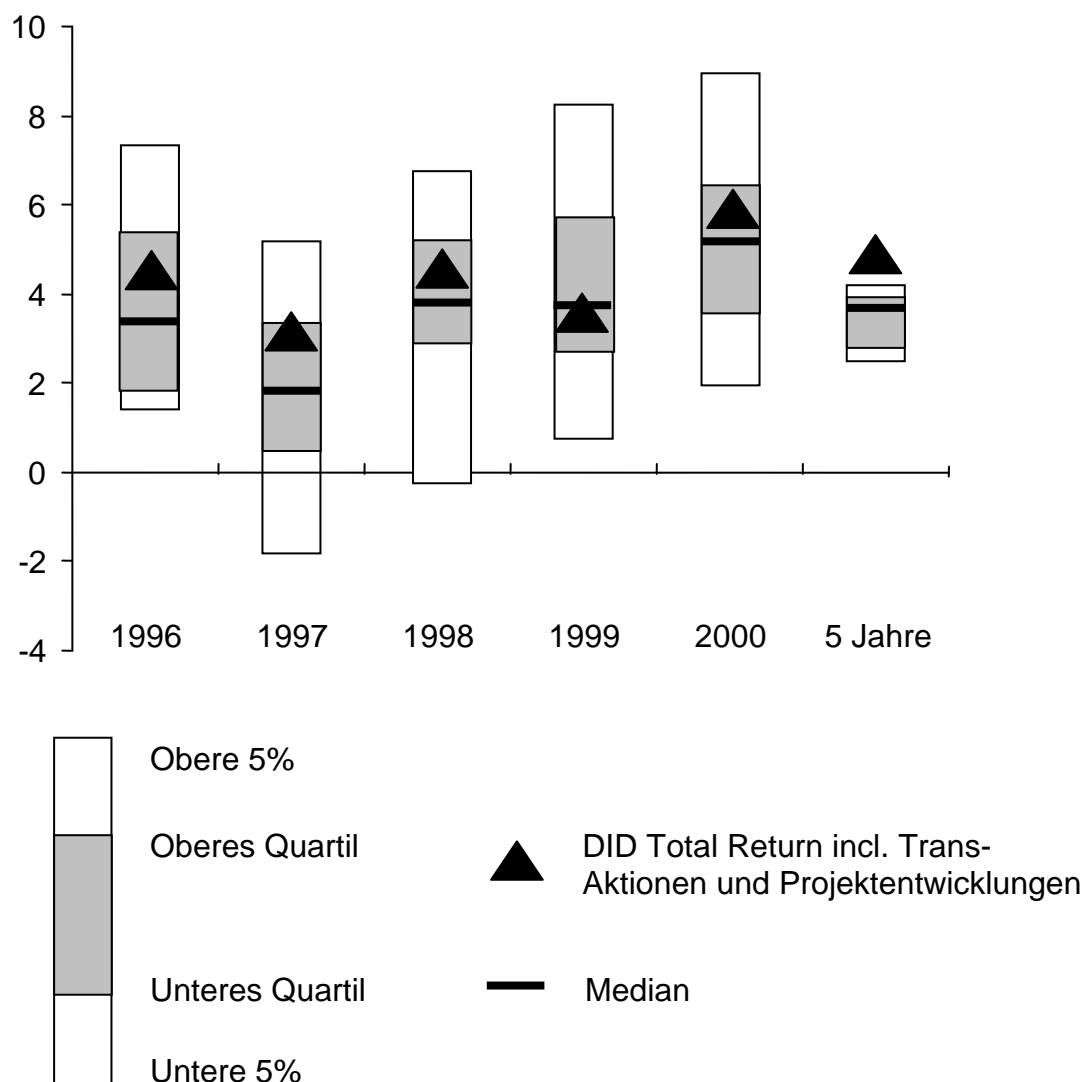 10
8
6
4
2
0
-2
-4
1996 1997 1998 1999 2000 5 Jahre
Obere 5%
Oberes Quartil
Unteres Quartil
Untere 5%
DID Total Return incl. Trans-
Aktionen und Projektentwicklungen
Median